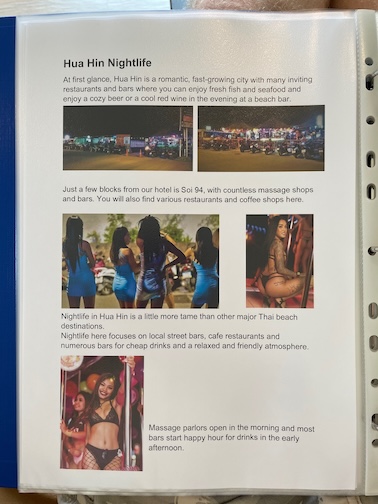 Hua Hin Nightlife
At first glance, Hua Hin is a romantic, fast-growing city with many inviting
restaurants and bars where you can enjoy fresh fish and seafood and
enjoy a cozy beer or a cool red wine in the evening at a beach bar.
Just a few blocks from our hotel is Soi 94, with countless massage shops
and bars. You will also find various restaurants and coffee shops here.
Nightlife in Hua Hin is a little more tame than other major Thai beach
destinations.
Nightlife here focuses on local street bars, cafe restaurants and
numerous bars for cheap drinks and a relaxed and friendly atmosphere.
Massage parlors open in the morning and most
bars start happy hour for drinks in the early
afternoon.